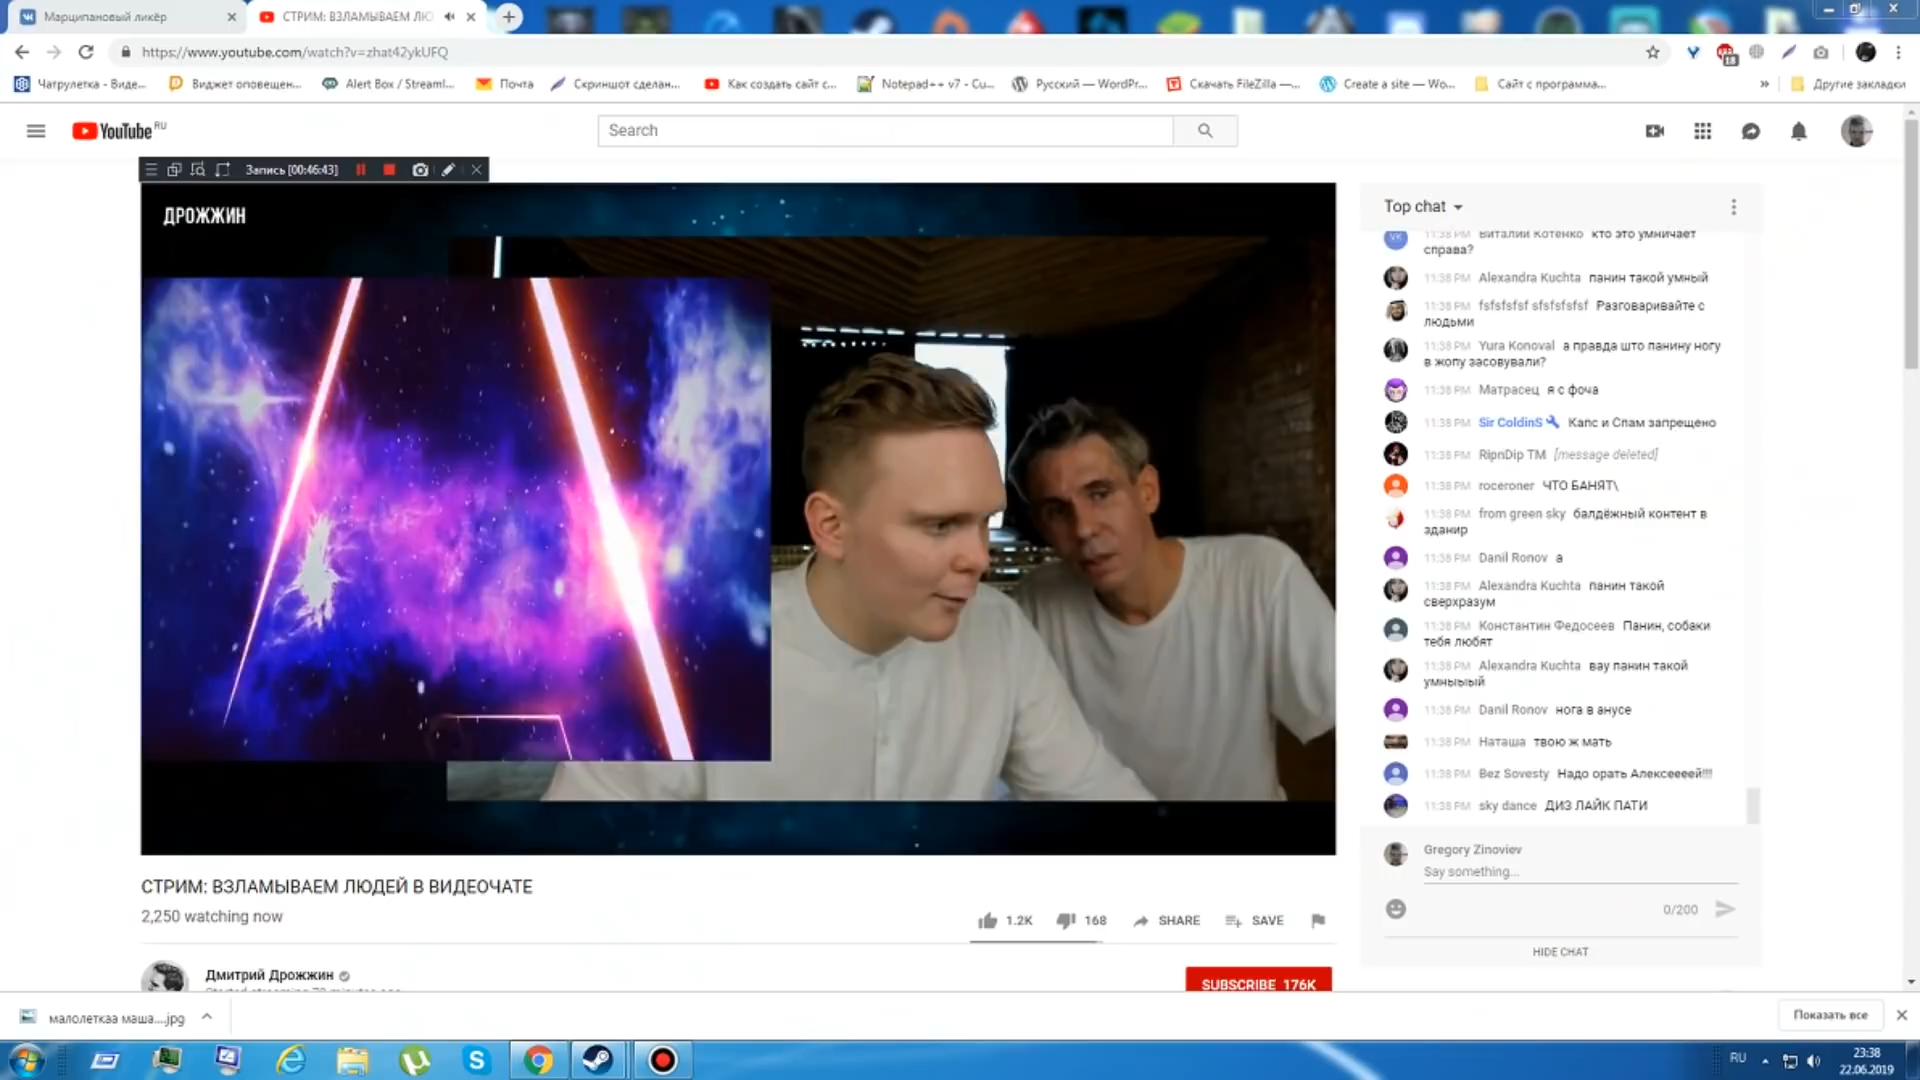 Марципановый ликёр
СТРИМ: ВЗЛАМЫВАЕМ ЛЮ
https://www.youtube.com/watch?v=zhat42ykUFQ
18
Чатрулетка - Виде...
Виджет оповещен...
Alert Box / Streaml...
Почта
Скриншот сделан...
Как создать сайт с...
Notepad++ v7 - Cu...
Русский — WordPr...
Скачать FileZilla —...
Create a site — Wo...
Сайт с программа...
Другие закладки
YouTube RU
Search
Запись [00:46:43]
ДРОЖЖИН
Top chat
11:38 PM Виталий Котенко кто это умничает
справа?
11:38 PM Alexandra Kuchta панин такой умный
11:38 PM fsfsfsfsf sfsfsfsfsf Разговаривайте с
людьми
11:38 PM Yura Konoval а правда што панину ногу
в жопу засовували?
11:38 PM Матрасец я с фоча
11:38 PM Sir ColdinS Капс и Спам запрещено
11:38 PM RipnDip TM [message deleted]
11:38 PM roceroner ЧТО БАНЯТ\
11:38 PM from green sky балдёжный контент в
эданир
11:38 PM Danil Ronov а
11:38 PM Alexandra Kuchta панин такой
сверхразум
11:38 PM Константин Федосеев Панин, собаки
тебя любят
11:38 PM Alexandra Kuchta вау панин такой
умныыый
11:38 PM Danil Ronov нога в анусе
11:38 PM Наташа твою ж мать
11:38 PM Bez Sovesty Надо орать Алексеееей!!!!
11:38 PM sky dance ДИЗ ЛАЙК ПАТИ
Gregory Zinoviev
Say something...
0/200
HIDE CHAT
СТРИМ: ВЗЛАМЫВАЕМ ЛЮДЕЙ В ВИДЕОЧАТЕ
2,250 watching now
1.2K
168
SHARE
SAVE
Дмитрий Дрожжин
SUBSCRIBE 176K
малолеткаа маша....jpg
Показать все
RU
23:38
22.06.2019